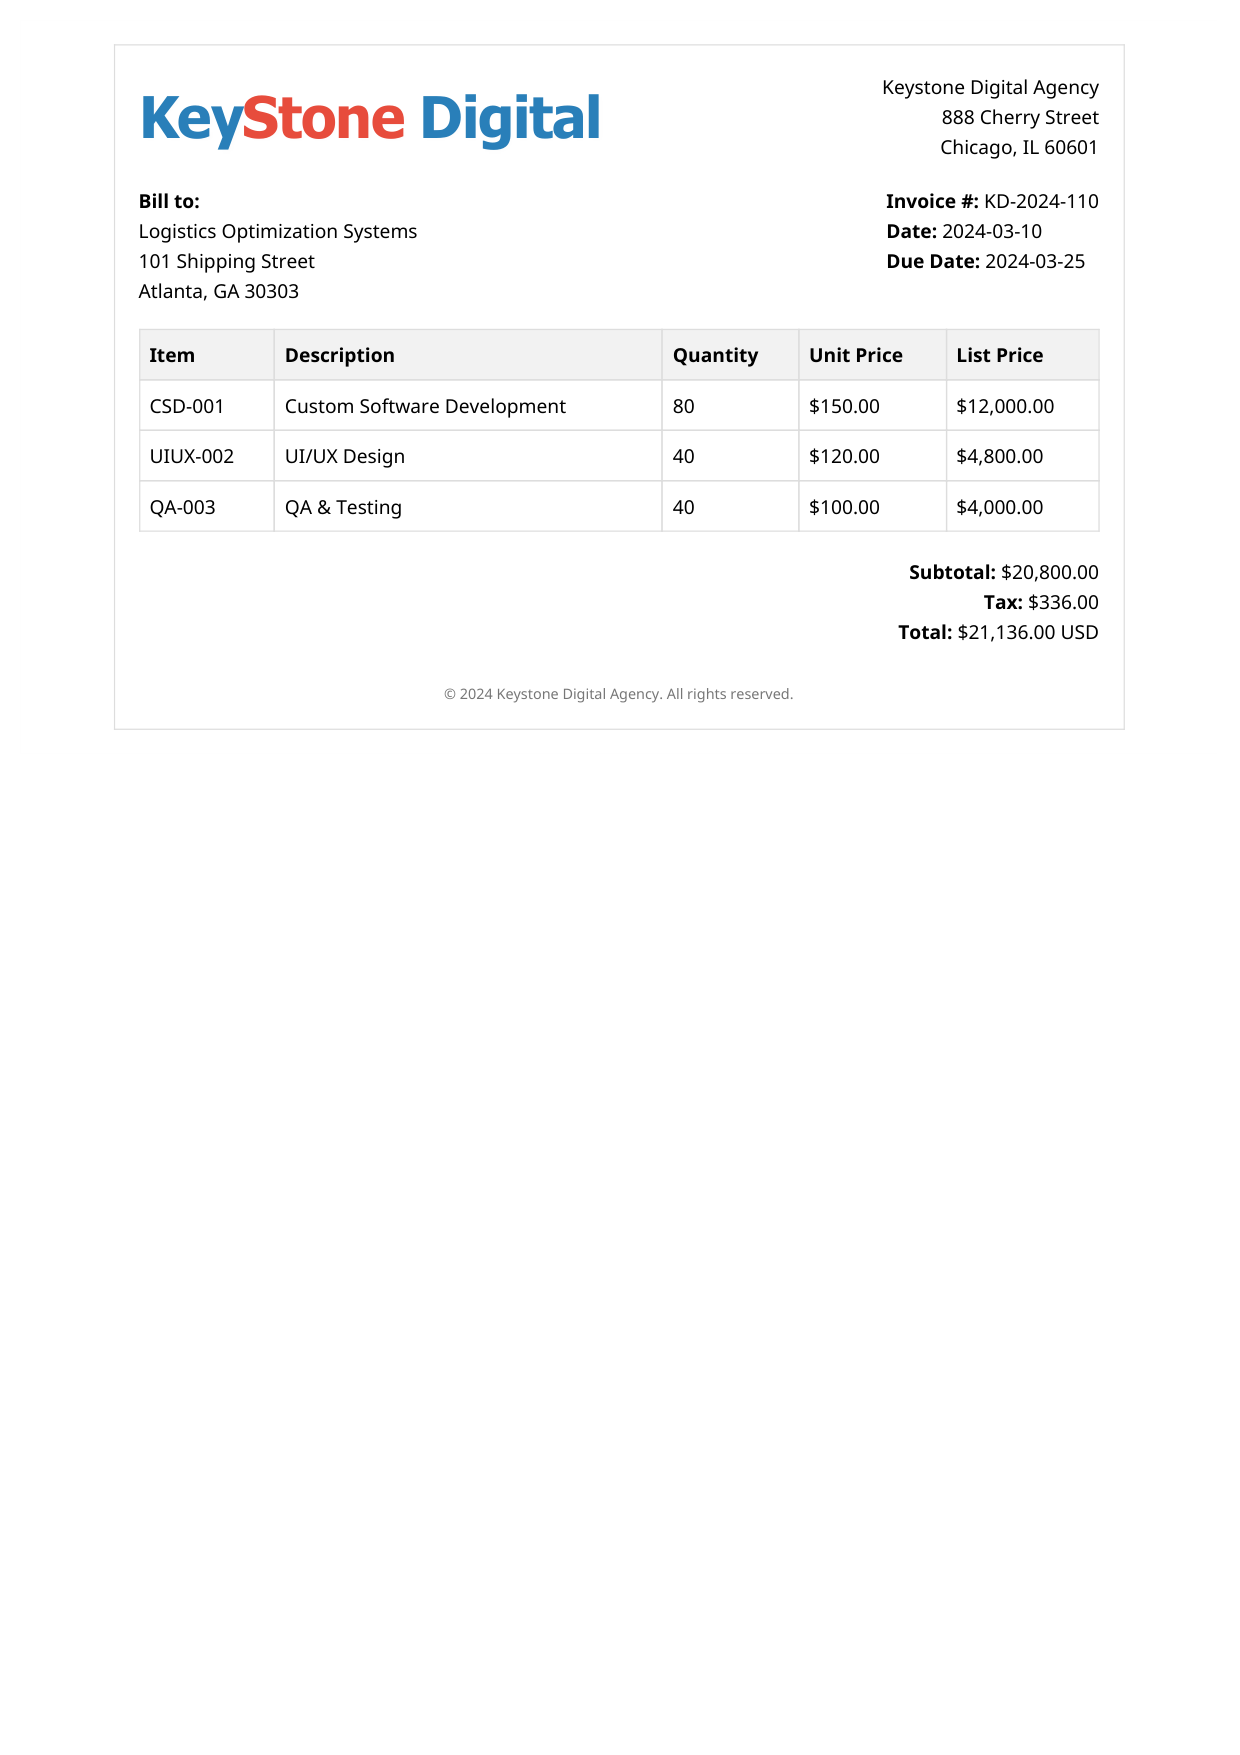 KeyStone Digital
Keystone Digital Agency
888 Cherry Street
Chicago, IL 60601
Bill to:
Logistics Optimization Systems
101 Shipping Street
Atlanta, GA 30303
Invoice #: KD-2024-110
Date: 2024-03-10
Due Date: 2024-03-25
Item Description Quantity Unit Price List Price
CSD-001 Custom Software Development 80 $150.00 $12,000.00
UIUX-002 UI/UX Design 40 $120.00 $4,800.00
QA-003 QA & Testing 40 $100.00 $4,000.00
Subtotal: $20,800.00
Tax: $336.00
Total: $21,136.00 USD
© 2024 Keystone Digital Agency. All rights reserved.